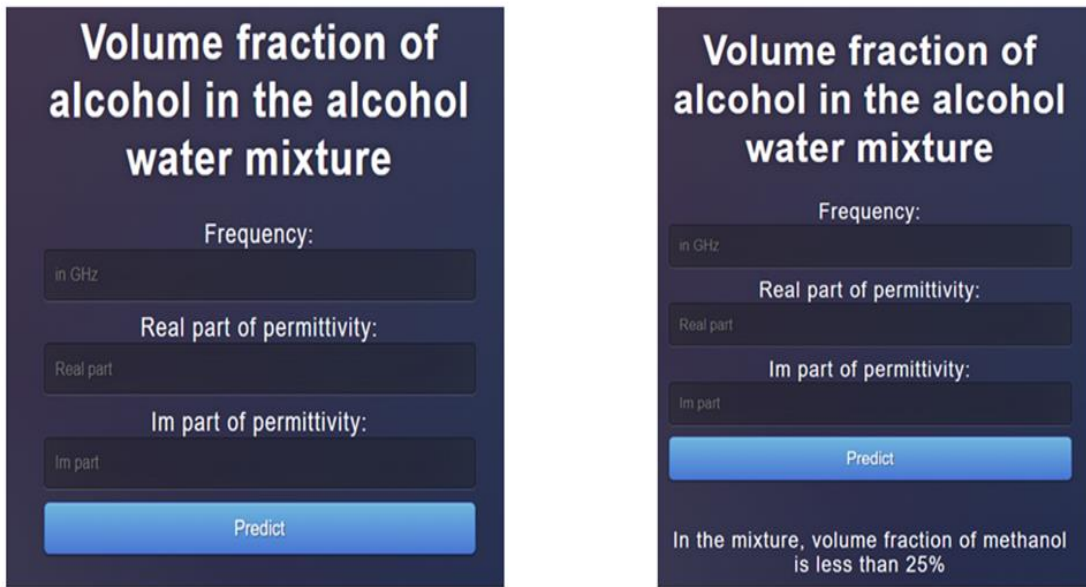 Volume fraction of
alcohol in the alcohol
water mixture
Frequency:
in GHz
Real part of permittivity:
Real part
Im part of permittivity:
Im part
Predict
Volume fraction of
alcohol in the alcohol
water mixture
Frequency:
in GHz
Real part of permittivity:
Real part
Im part of permittivity:
Im part
Predict
In the mixture, volume fraction of methanol
is less than 25%